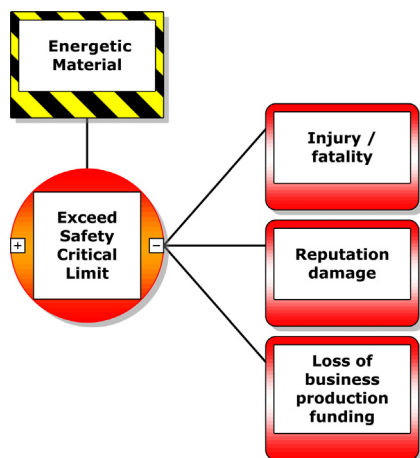 Energetic
Material
Injury /
fatality
Exceed
Safety
Critical
Limit
+
−
Reputation
damage
Loss of
business
production
funding